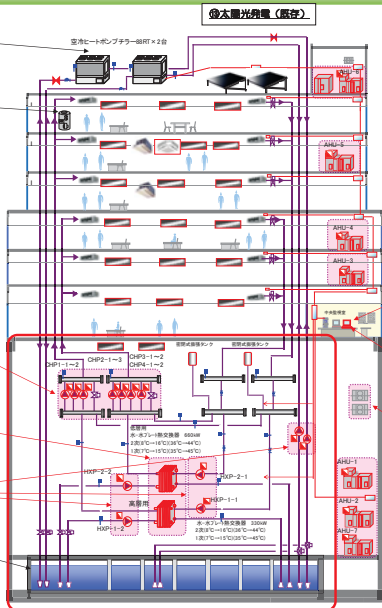 ⑲太陽光発電（既存）
空冷ヒートポンプチラー88RT×2台
AHU-6
AHU-5
AHU-4
AHU-3
中央監視室
密閉式膨張タンク
密閉式膨張タンク
CHP1-1～2
CHP2-1～3
CHP3-1～2
CHP4-1～2
低層用
水-水プレート熱交換器 660kW
2次(8℃→16℃)(36℃→44℃)
1次(7℃→15℃)(35℃→45℃)
HXP-2-2
HXP-2-1
高層用
HXP-1-1
HXP-1-2
水-水プレート熱交換器 330kW
2次(8℃→16℃)(36℃→44℃)
1次(7℃→15℃)(35℃→45℃)
AHU-1
AHU-2
AHU-7